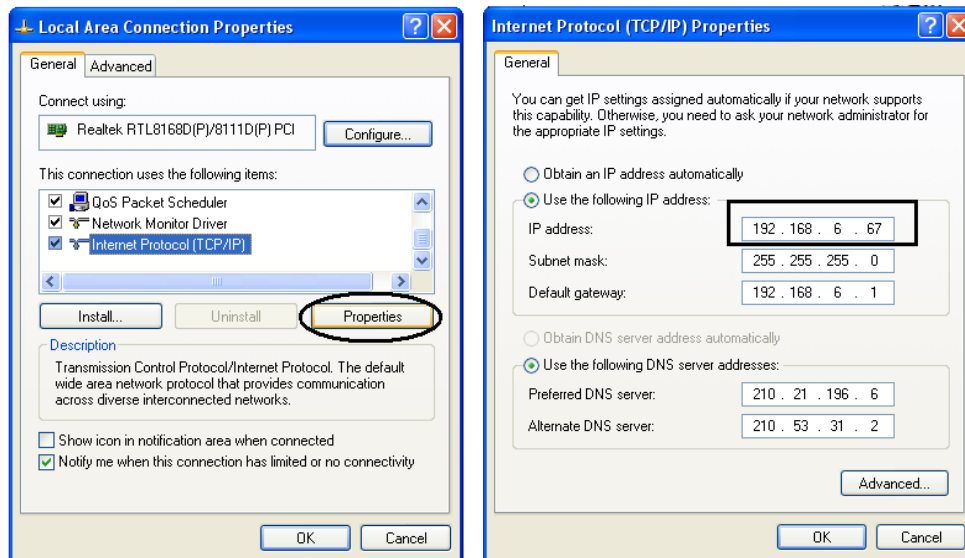 Local Area Connection Properties
General Advanced
Connect using:
Realtek RTL8168D(P)/8111D(P) PCI
Configure...
This connection uses the following items:
QoS Packet Scheduler
Network Monitor Driver
Internet Protocol (TCP/IP)
Install... Uninstall Properties
Description
Transmission Control Protocol/Internet Protocol. The default
wide area network protocol that provides communication
across diverse interconnected networks.
Show icon in notification area when connected
Notify me when this connection has limited or no connectivity
OK Cancel
Internet Protocol (TCP/IP) Properties
General
You can get IP settings assigned automatically if your network supports
this capability. Otherwise, you need to ask your network administrator for
the appropriate IP settings.
Obtain an IP address automatically
Use the following IP address:
IP address: 192 . 168 . 6 . 67
Subnet mask: 255 . 255 . 255 . 0
Default gateway: 192 . 168 . 6 . 1
Obtain DNS server address automatically
Use the following DNS server addresses:
Preferred DNS server: 210 . 21 . 196 . 6
Alternate DNS server: 210 . 53 . 31 . 2
Advanced...
OK Cancel